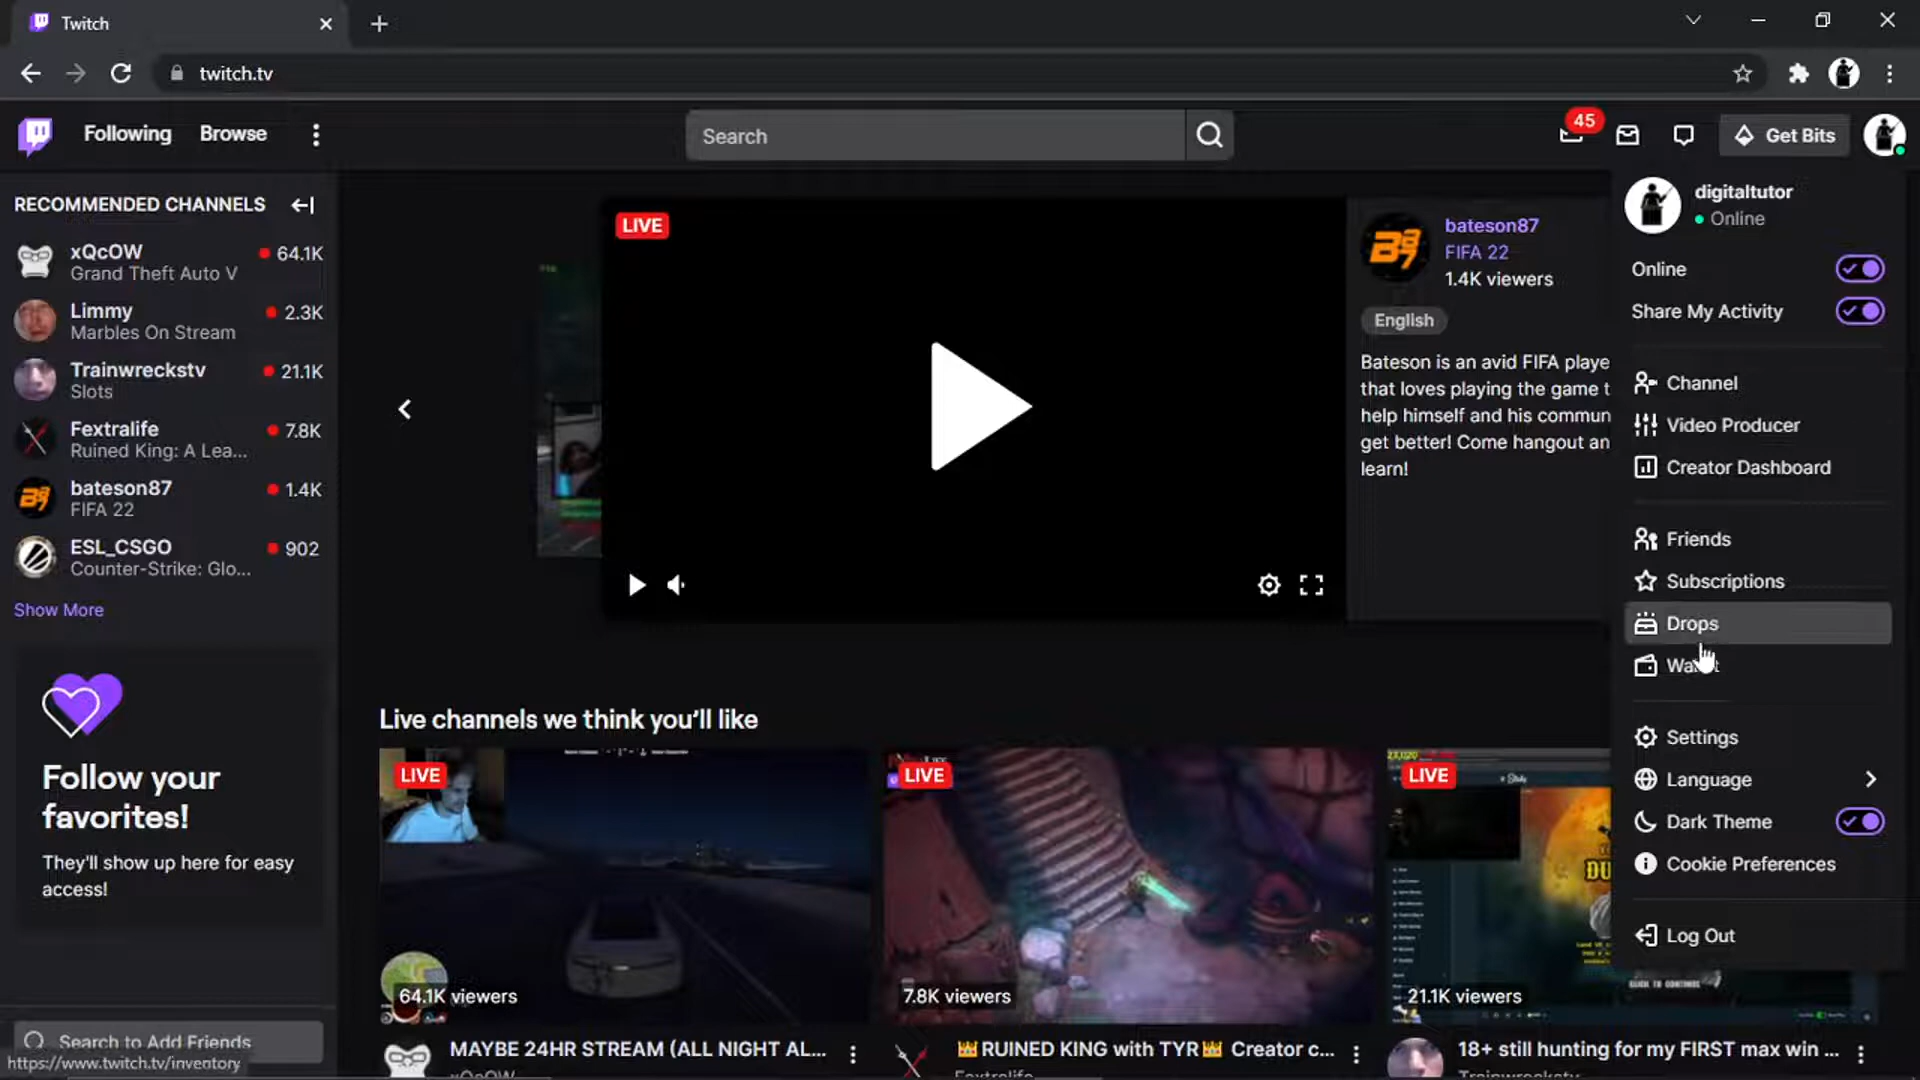 Twitch
twitch.tv
Following
Browse
Search
45
Get Bits
RECOMMENDED CHANNELS
xQcOW
64.1K
Grand Theft Auto V
Limmy
2.3K
Marbles On Stream
Trainwreckstv
21.1K
Slots
Fextralife
7.8K
Ruined King: A Lea...
bateson87
1.4K
FIFA 22
ESL_CSGO
902
Counter-Strike: Glo...
Show More
Follow your
favorites!
They'll show up here for easy
access!
Search to Add Friends
https://www.twitch.tv/inventory
LIVE
bateson87
FIFA 22
1.4K viewers
English
Bateson is an avid FIFA playe
that loves playing the game t
help himself and his commun
get better! Come hangout an
learn!
Live channels we think you'll like
LIVE
64.1K viewers
MAYBE 24HR STREAM (ALL NIGHT AL...
xQcOW
LIVE
7.8K viewers
RUINED KING with TYR Creator c...
Fextralife
LIVE
21.1K viewers
18+ still hunting for my FIRST max win ...
Trainwreckstv
digitaltutor
Online
Online
Share My Activity
Channel
Video Producer
Creator Dashboard
Friends
Subscriptions
Drops
Wallet
Settings
Language
Dark Theme
Cookie Preferences
Log Out